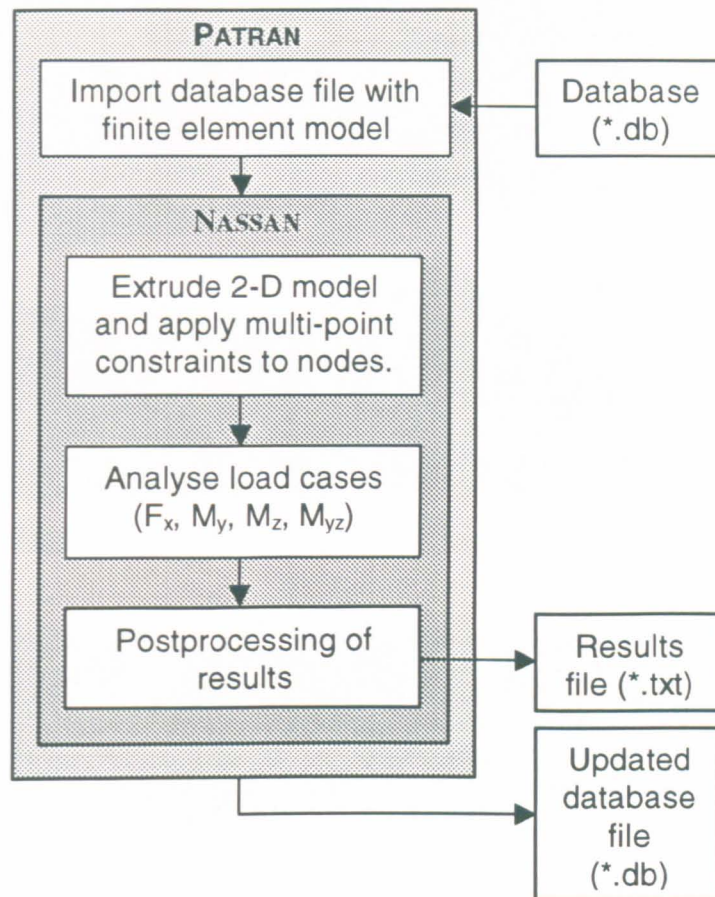 PATRAN
Import database file with
finite element model
Database
(*.db)
NASSAN
Extrude 2-D model
and apply multi-point
constraints to nodes.
Analyse load cases
(Fx, My, Mz, Myz)
Postprocessing of
results
Results
file (*.txt)
Updated
database
file
(*.db)